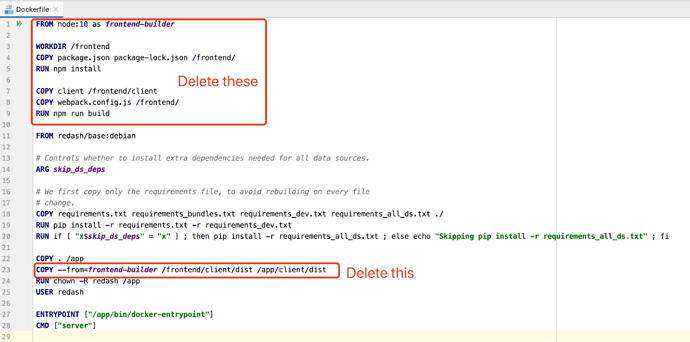 Dockerfile
1 FROM node:10 as frontend-builder
2
3 WORKDIR /frontend
4 COPY package.json package-lock.json /frontend/
5 RUN npm install
6
7 COPY client /frontend/client
8 COPY webpack.config.js /frontend/
9 RUN npm run build
Delete these
10
11 FROM redash/base:debian
12
13 # Controls whether to install extra dependencies needed for all data sources.
14 ARG skip_ds_deps
15
16 # We first copy only the requirements file, to avoid rebuilding on every file
17 # change.
18 COPY requirements.txt requirements_bundles.txt requirements_dev.txt requirements_all_ds.txt ./
19 RUN pip install -r requirements.txt -r requirements_dev.txt
20 RUN if [ "x$skip_ds_deps" = "x" ] ; then pip install -r requirements_all_ds.txt ; else echo "Skipping pip install -r requirements_all_ds.txt" ; fi
21
22 COPY . /app
23 COPY --from=frontend-builder /frontend/client/dist /app/client/dist
Delete this
24 RUN chown -R redash /app
25 USER redash
26
27 ENTRYPOINT ["/app/bin/docker-entrypoint"]
28 CMD ["server"]
29